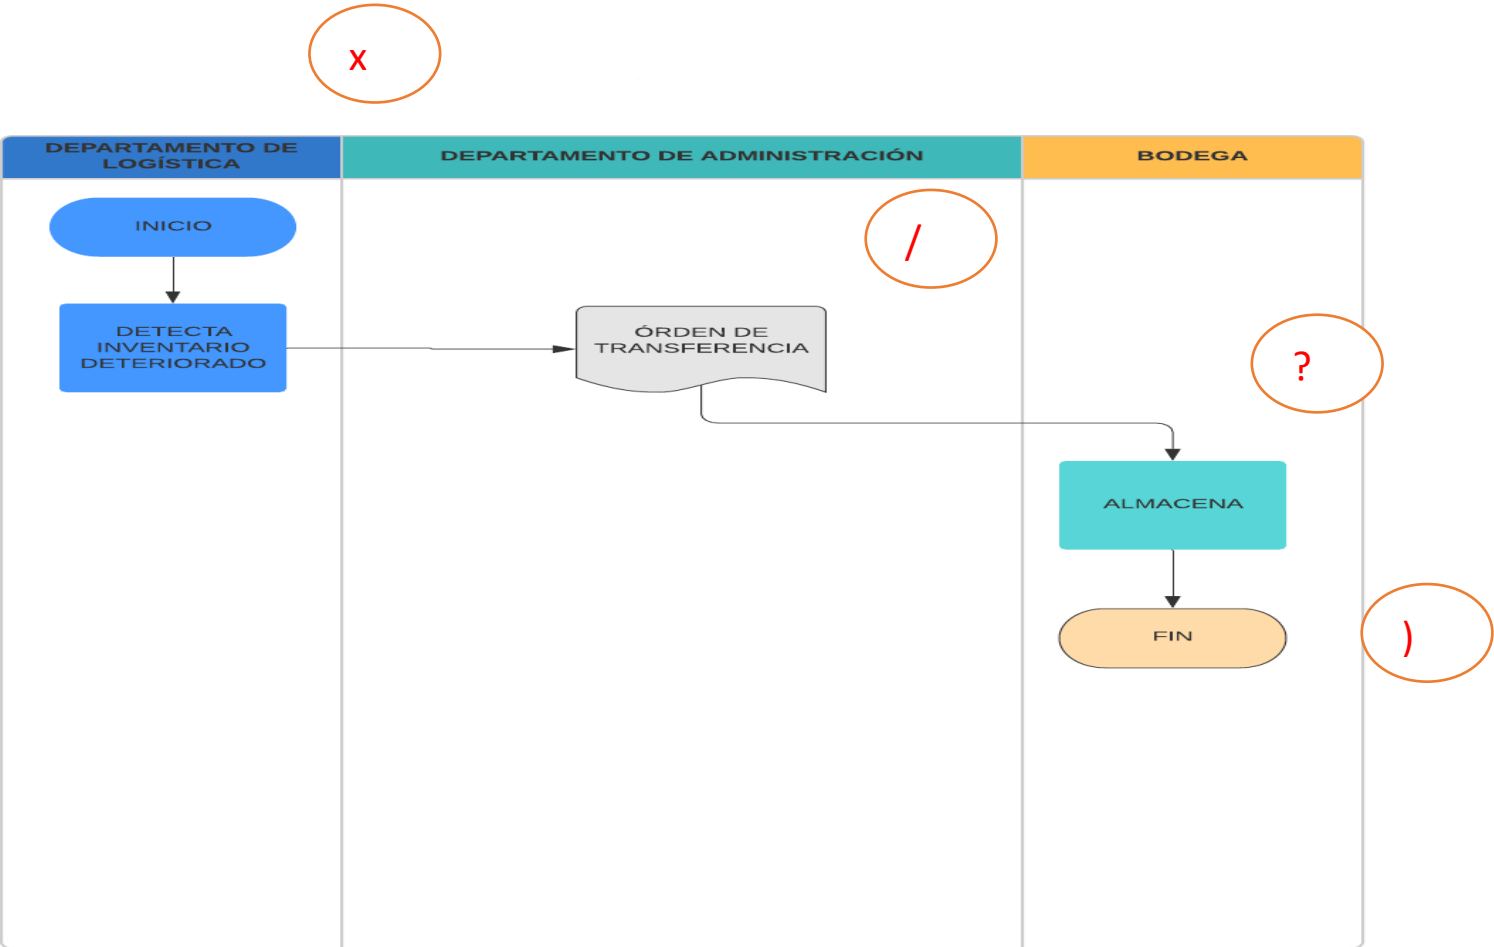 x
DEPARTAMENTO DE
LOGÍSTICA
DEPARTAMENTO DE ADMINISTRACIÓN
BODEGA
INICIO
/
DETECTA
INVENTARIO
DETERIORADO
ÓRDEN DE
TRANSFERENCIA
?
ALMACENA
FIN
)